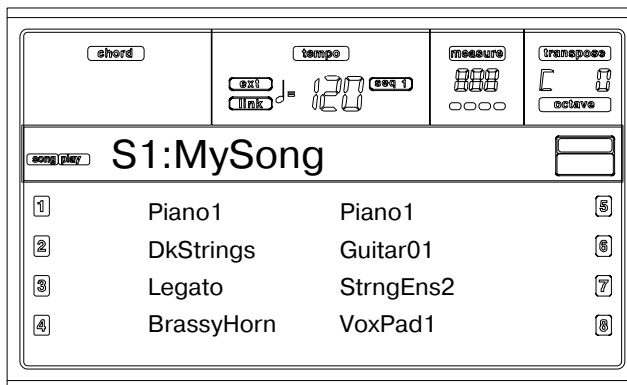 chord tempo measure transpose
ext ♩= 120 seq 1 888 C 0
link octave
song play S1:MySong
1 Piano1 Piano1 5
2 DkStrings Guitar01 6
3 Legato StrngEns2 7
4 BrassyHorn VoxPad1 8